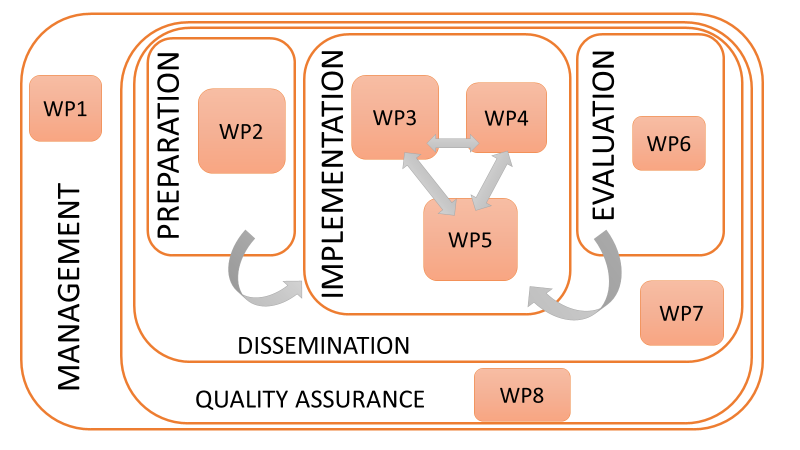 WP1
MANAGEMENT
PREPARATION
WP2
IMPLEMENTATION
WP3
WP4
WP5
EVALUATION
WP6
WP7
DISSEMINATION
QUALITY ASSURANCE
WP8